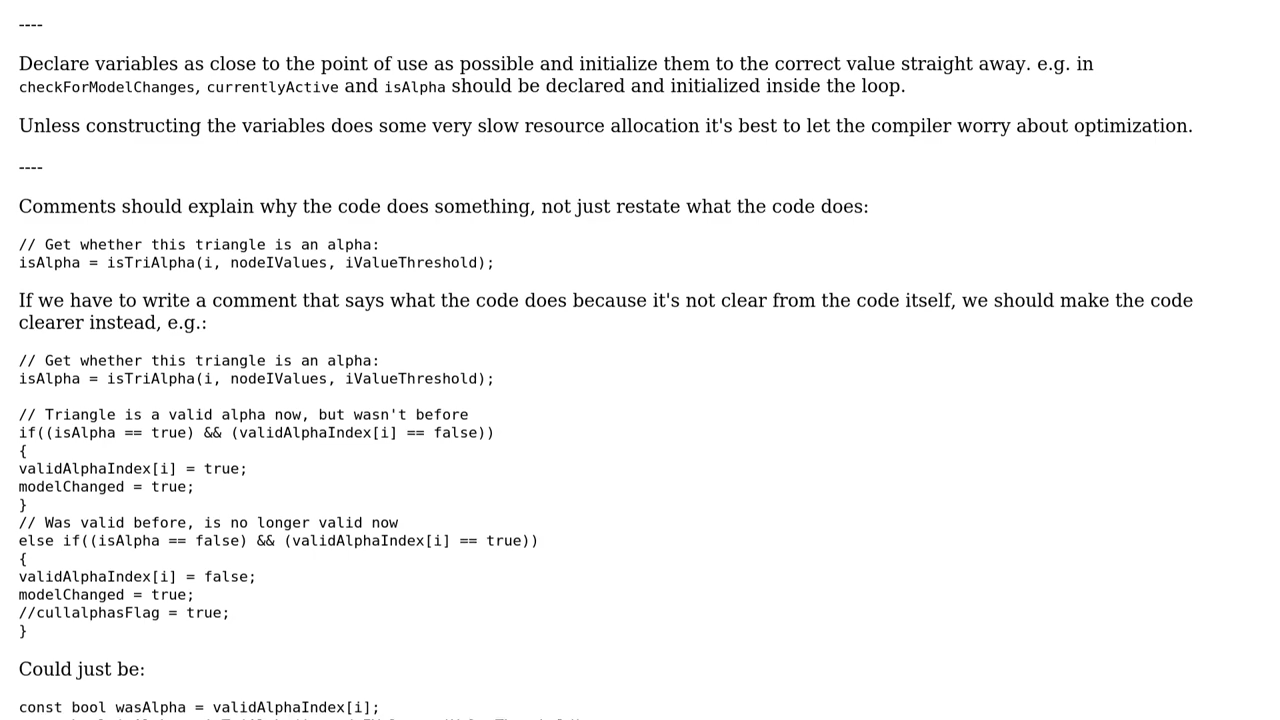 ----
Declare variables as close to the point of use as possible and initialize them to the correct value straight away. e.g. in
checkForModelChanges, currentlyActive and isAlpha should be declared and initialized inside the loop.
Unless constructing the variables does some very slow resource allocation it's best to let the compiler worry about optimization.
----
Comments should explain why the code does something, not just restate what the code does:
// Get whether this triangle is an alpha:
isAlpha = isTriAlpha(i, nodeIValues, iValueThreshold);
If we have to write a comment that says what the code does because it's not clear from the code itself, we should make the code
clearer instead, e.g.:
// Get whether this triangle is an alpha:
isAlpha = isTriAlpha(i, nodeIValues, iValueThreshold);
// Triangle is a valid alpha now, but wasn't before
if((isAlpha == true) && (validAlphaIndex[i] == false))
{
validAlphaIndex[i] = true;
modelChanged = true;
}
// Was valid before, is no longer valid now
else if((isAlpha == false) && (validAlphaIndex[i] == true))
{
validAlphaIndex[i] = false;
modelChanged = true;
//cullalphasFlag = true;
}
Could just be:
const bool wasAlpha = validAlphaIndex[i];